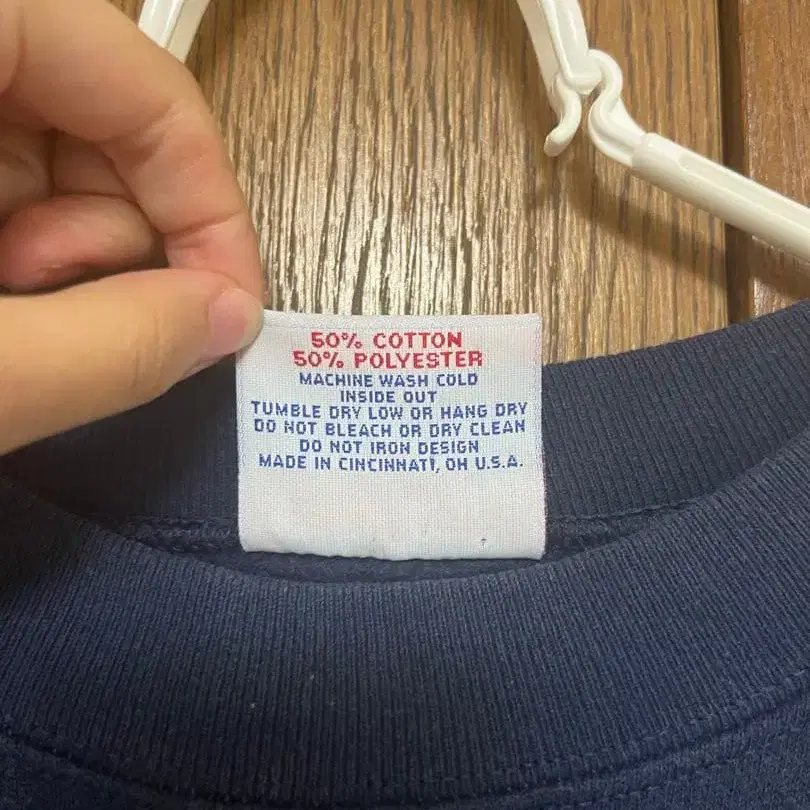 50% COTTON
50% POLYESTER
MACHINE WASH COLD
INSIDE OUT
TUMBLE DRY LOW OR HANG DRY
DO NOT BLEACH OR DRY CLEAN
DO NOT IRON DESIGN
MADE IN CINCINNATI, OH U.S.A.